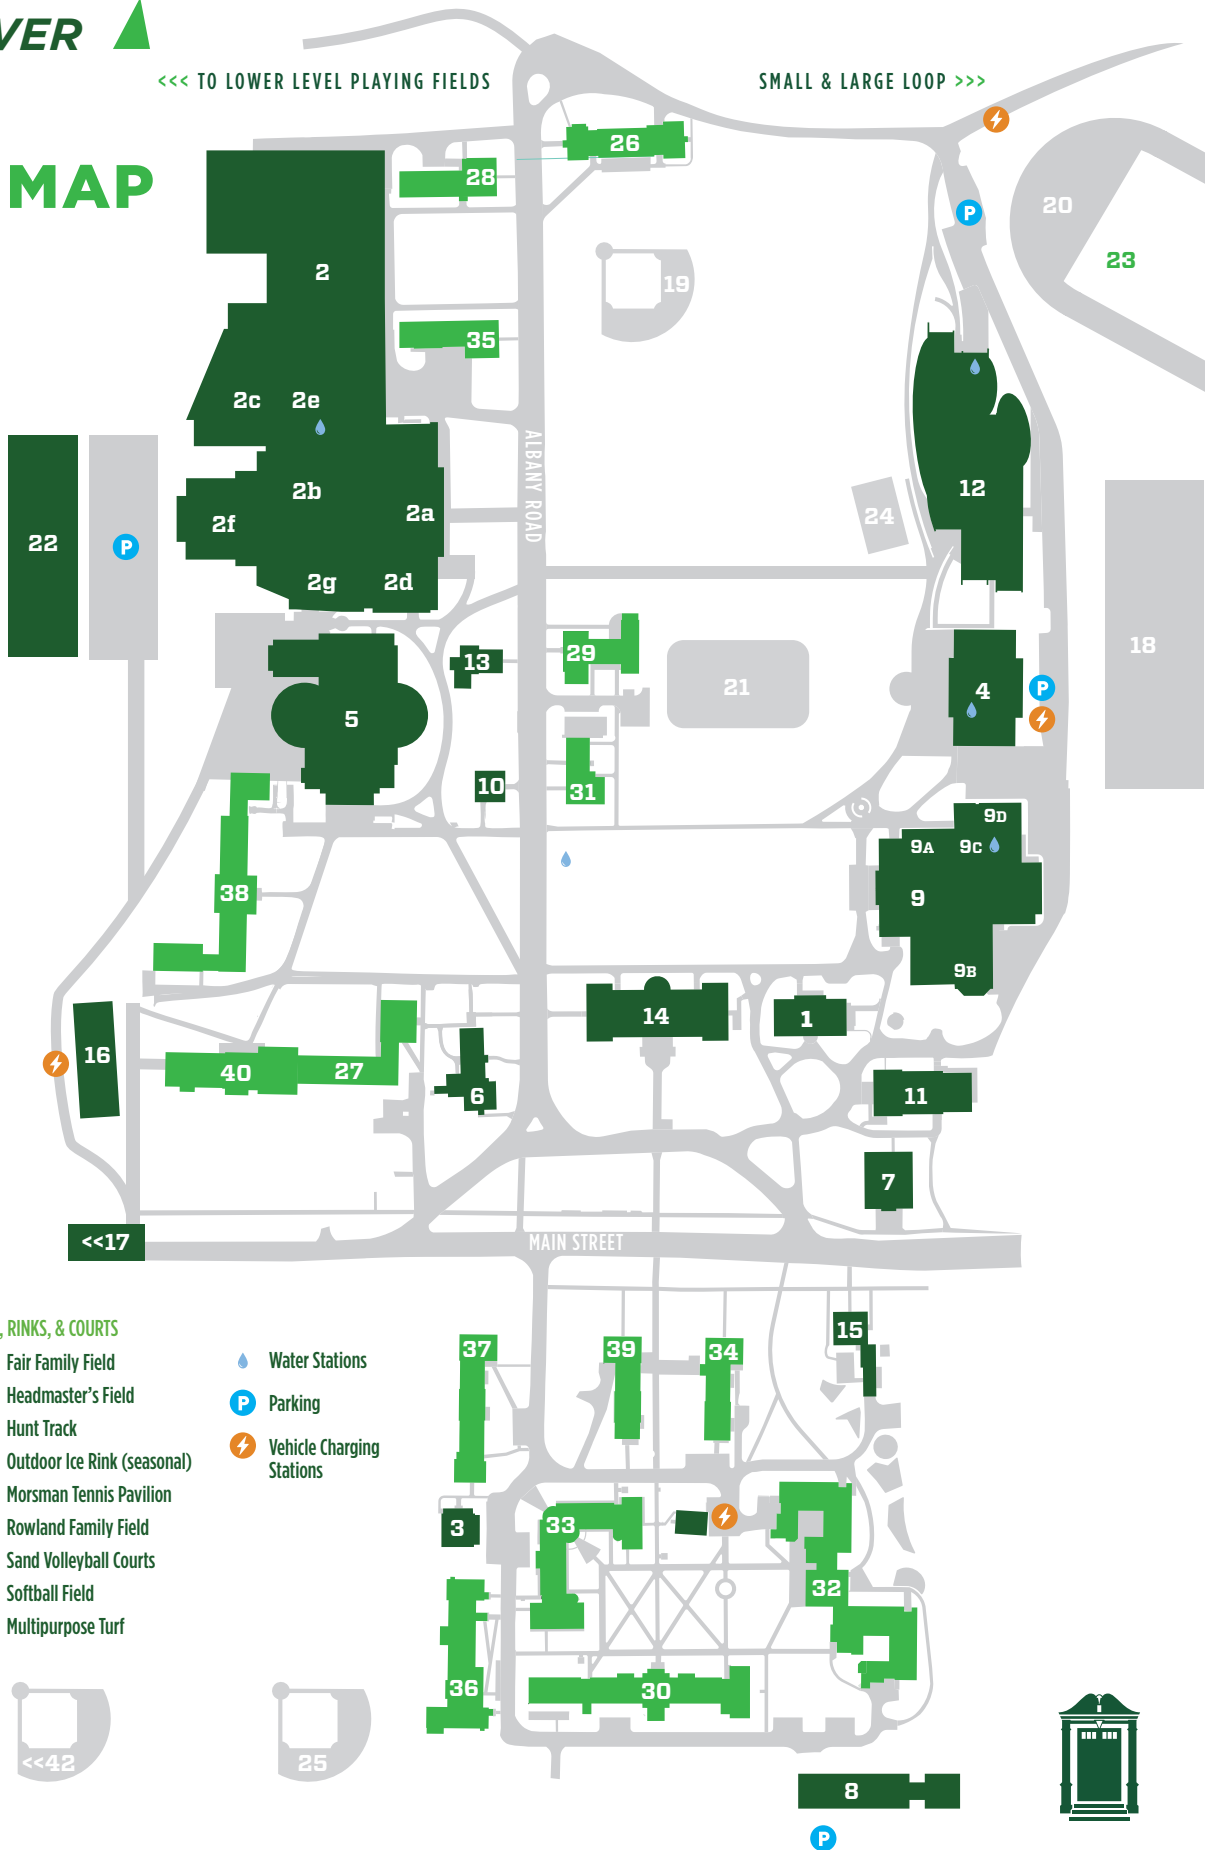 VER
<<< TO LOWER LEVEL PLAYING FIELDS
SMALL & LARGE LOOP >>>
MAP
26
28
P
20
23
2
19
35
2c
2e
ALBANY ROAD
2b
12
2a
24
2f
22
P
2g
2d
18
13
29
21
4
P
5
10
31
9D
9A
9C
38
9
9B
14
1
16
40
27
6
11
7
<<17
MAIN STREET
, RINKS, & COURTS
Fair Family Field
Headmaster's Field
Hunt Track
Outdoor Ice Rink (seasonal)
Morsman Tennis Pavilion
Rowland Family Field
Sand Volleyball Courts
Softball Field
Multipurpose Turf
Water Stations
P Parking
Vehicle Charging
Stations
37
39
34
15
3
33
32
36
30
<<42
25
8
P